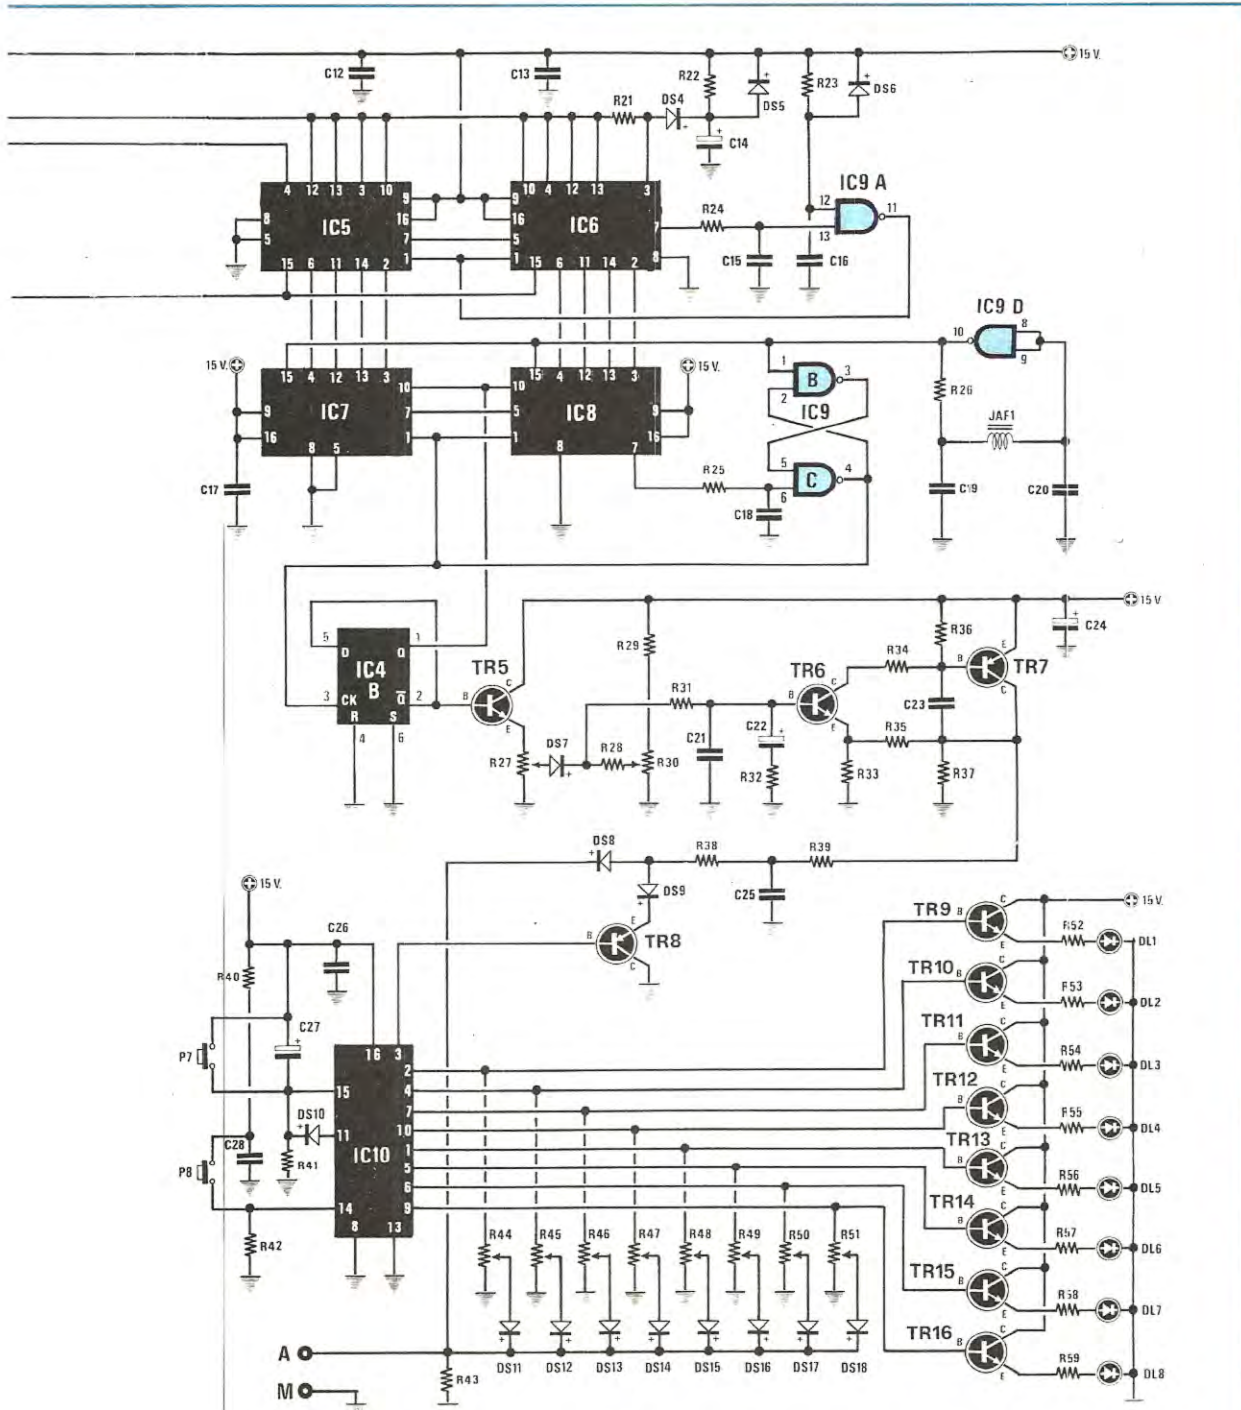 15 V.
C12
C13
R22
DS5
R23
DS6
R21
DS4
C14
4 12 13 3 10
10 4 12 13 3
IC9 A
8 9
5 16
IC5
7
1
9
16
IC6
5
1
7
8
R24
12
13
11
C15
C16
15 6 11 14 2
15 6 11 14 2
IC9 D
10
8
9
15 V.
15 V.
15 4 12 13 3
15 4 12 13 3
1
2
B
3
R26
9 10
16 7
IC7
8 5 1
10
5
1
IC8
9
16
8
7
IC9
JAF1
5
6
C
4
R25
C17
C18
C19
C20
15 V.
5
D
1
Q
IC4
B
3
CK
Q
2
R
S
4
6
TR5
B
C
E
R29
R31
R34
R36
TR6
B
C
E
TR7
B
E
C
C24
C23
R35
R27
DS7
R28
R30
C21
C22
R32
R33
R37
DS8
R38
R39
DS9
C25
15 V.
C26
R40
TR8
B
E
C
TR9
B
C
E
15 V.
R52
DL1
TR10
B
C
E
R53
DL2
P7
C27
16 3
2
4
7
10
1
5
6
9
15
11
14
8 13
IC10
TR11
B
C
E
R54
DL3
TR12
B
C
E
R55
DL4
DS10
C28
R41
P8
R42
TR13
B
C
E
R56
DL5
TR14
B
C
E
R57
DL6
R44
R45
R46
R47
R48
R49
R50
R51
TR15
B
C
E
R58
DL7
TR16
B
C
E
R59
DL8
A
R43
DS11
DS12
DS13
DS14
DS15
DS16
DS17
DS18
M